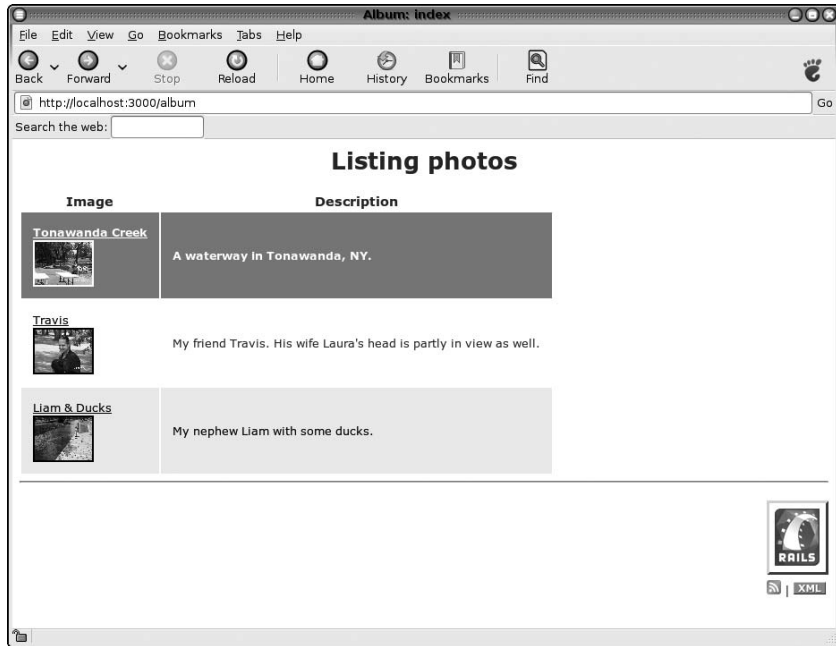 Album: index
File Edit View Go Bookmarks Tabs Help
Back Forward Stop Reload Home History Bookmarks Find
http://localhost:3000/album Go
Search the web:
Listing photos
Image Description
Tonawanda Creek
A waterway in Tonawanda, NY.
Travis
My friend Travis. His wife Laura's head is partly in view as well.
Liam & Ducks
My nephew Liam with some ducks.
RAILS
| XML